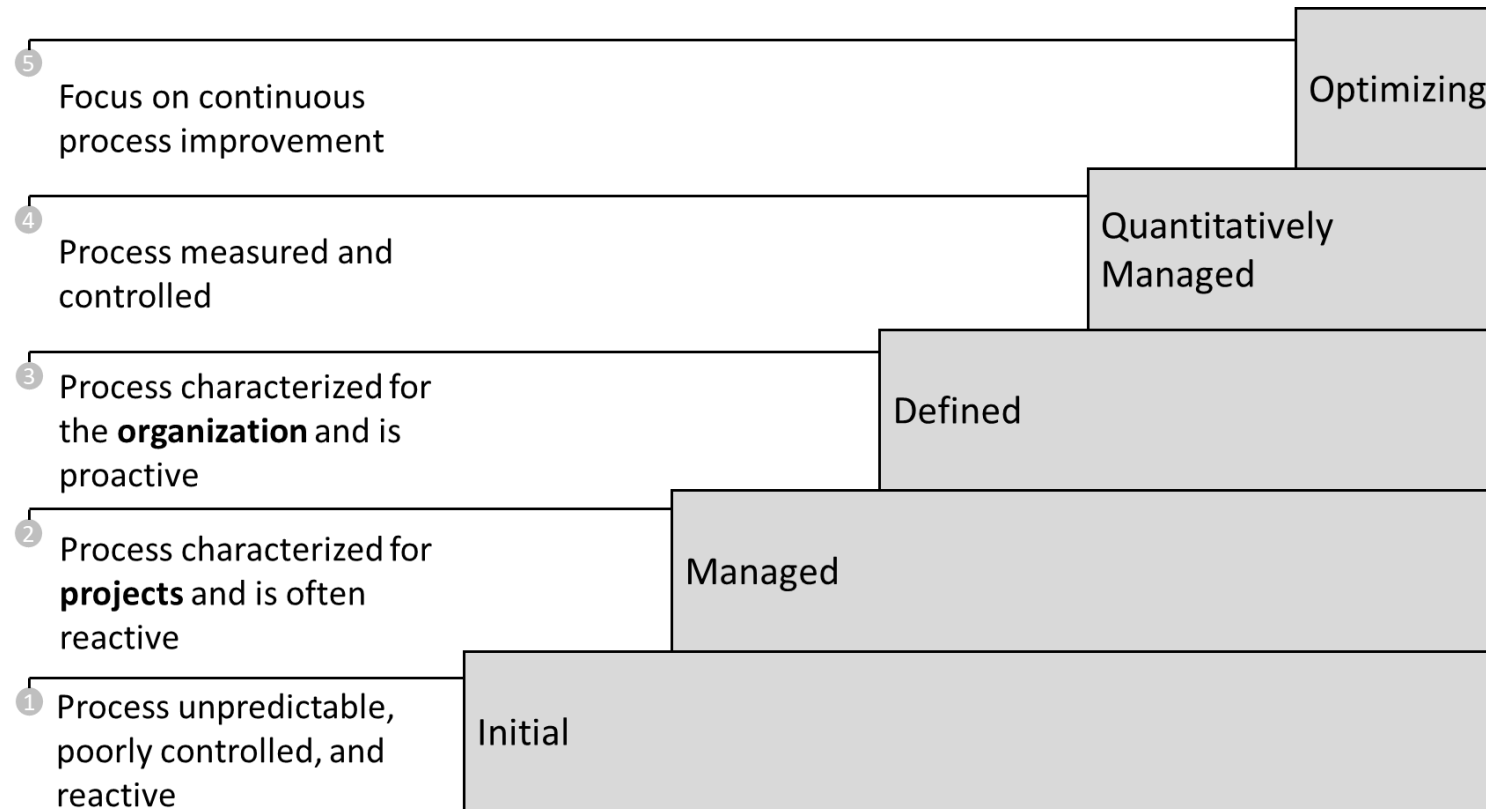 5
Focus on continuous
process improvement
Optimizing
4
Process measured and
controlled
Quantitatively
Managed
3
Process characterized for
the organization and is
proactive
Defined
2
Process characterized for
projects and is often
reactive
Managed
1
Process unpredictable,
poorly controlled, and
reactive
Initial